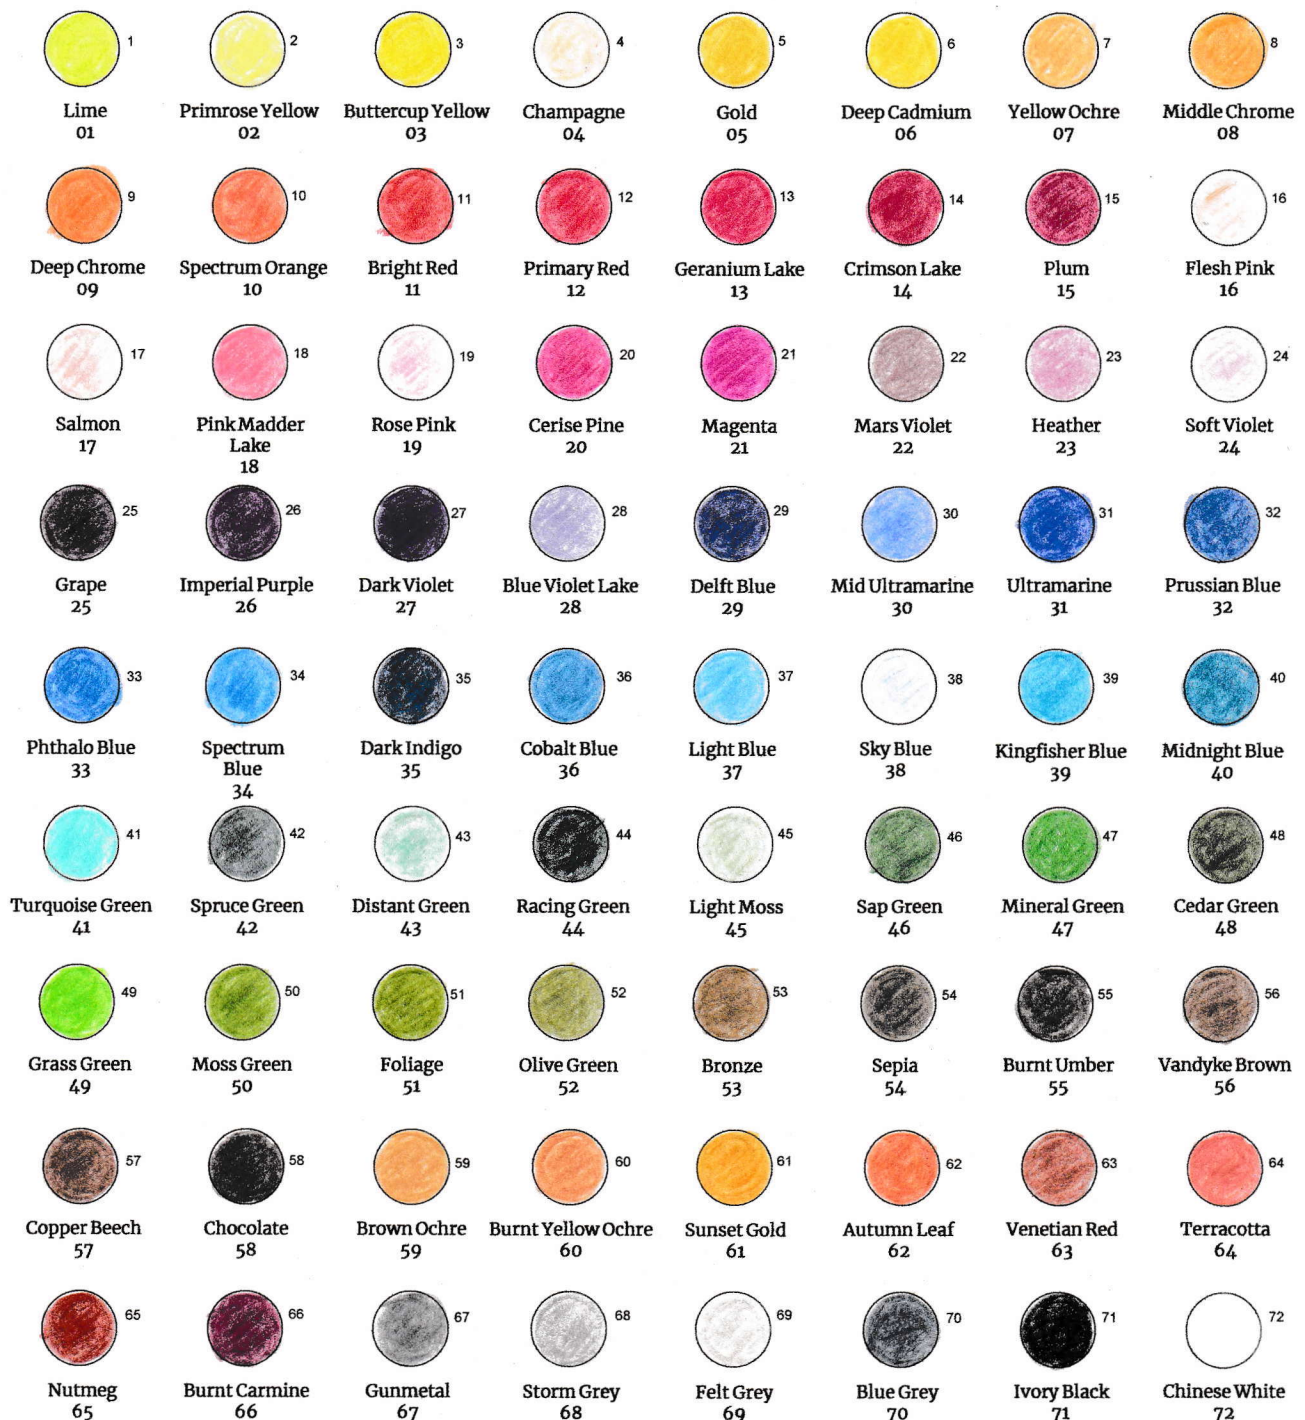 1 2 3 4 5 6 7 8
Lime Primrose Yellow Buttercup Yellow Champagne Gold Deep Cadmium Yellow Ochre Middle Chrome
01 02 03 04 05 06 07 08
9 10 11 12 13 14 15 16
Deep Chrome Spectrum Orange Bright Red Primary Red Geranium Lake Crimson Lake Plum Flesh Pink
09 10 11 12 13 14 15 16
17 18 19 20 21 22 23 24
Salmon Pink Madder Rose Pink Cerise Pine Magenta Mars Violet Heather Soft Violet
17 Lake 19 20 21 22 23 24
18
25 26 27 28 29 30 31 32
Grape Imperial Purple Dark Violet Blue Violet Lake Delft Blue Mid Ultramarine Ultramarine Prussian Blue
25 26 27 28 29 30 31 32
33 34 35 36 37 38 39 40
Phthalo Blue Spectrum Dark Indigo Cobalt Blue Light Blue Sky Blue Kingfisher Blue Midnight Blue
33 Blue 35 36 37 38 39 40
34
41 42 43 44 45 46 47 48
Turquoise Green Spruce Green Distant Green Racing Green Light Moss Sap Green Mineral Green Cedar Green
41 42 43 44 45 46 47 48
49 50 51 52 53 54 55 56
Grass Green Moss Green Foliage Olive Green Bronze Sepia Burnt Umber Vandyke Brown
49 50 51 52 53 54 55 56
57 58 59 60 61 62 63 64
Copper Beech Chocolate Brown Ochre Burnt Yellow Ochre Sunset Gold Autumn Leaf Venetian Red Terracotta
57 58 59 60 61 62 63 64
65 66 67 68 69 70 71 72
Nutmeg Burnt Carmine Gunmetal Storm Grey Felt Grey Blue Grey Ivory Black Chinese White
65 66 67 68 69 70 71 72